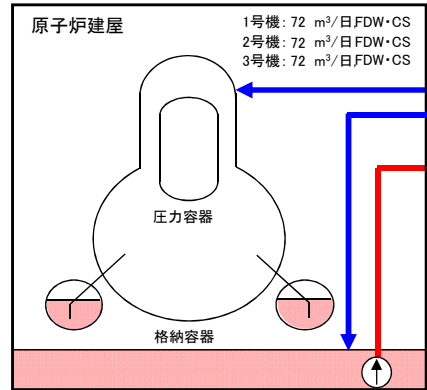 原子炉建屋
1号機: 72 m³/日,FDW・CS
2号機: 72 m³/日,FDW・CS
3号機: 72 m³/日,FDW・CS
圧力容器
格納容器